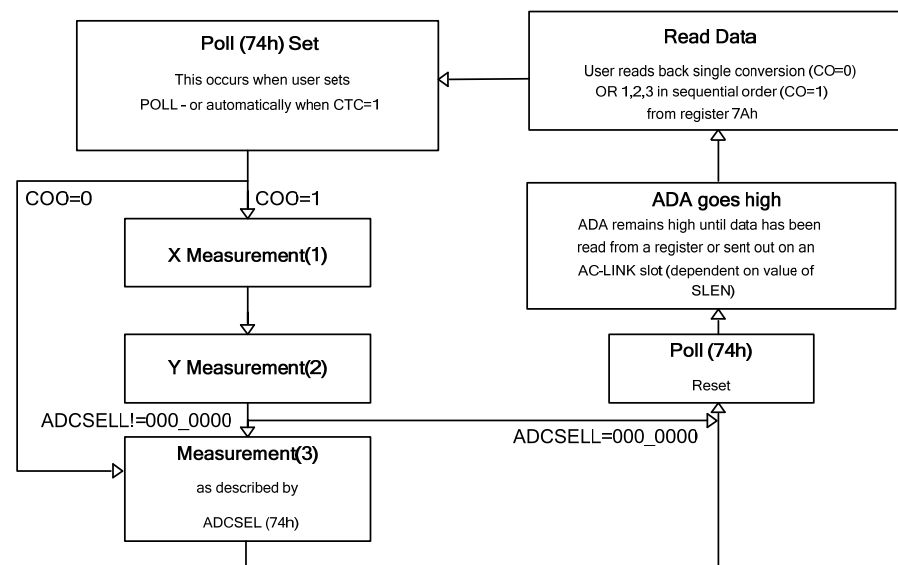 Poll (74h) Set
This occurs when user sets
POLL - or automatically when CTC=1
Read Data
User reads back single conversion (CO=0)
OR 1,2,3 in sequential order (CO=1)
from register 7Ah
COO=0
COO=1
X Measurement(1)
Y Measurement(2)
ADCSELL!=000_0000
Measurement(3)
as described by
ADCSEL (74h)
ADCSELL=000_0000
ADA goes high
ADA remains high until data has been
read from a register or sent out on an
AC-LINK slot (dependent on value of
SLEN)
Poll (74h)
Reset